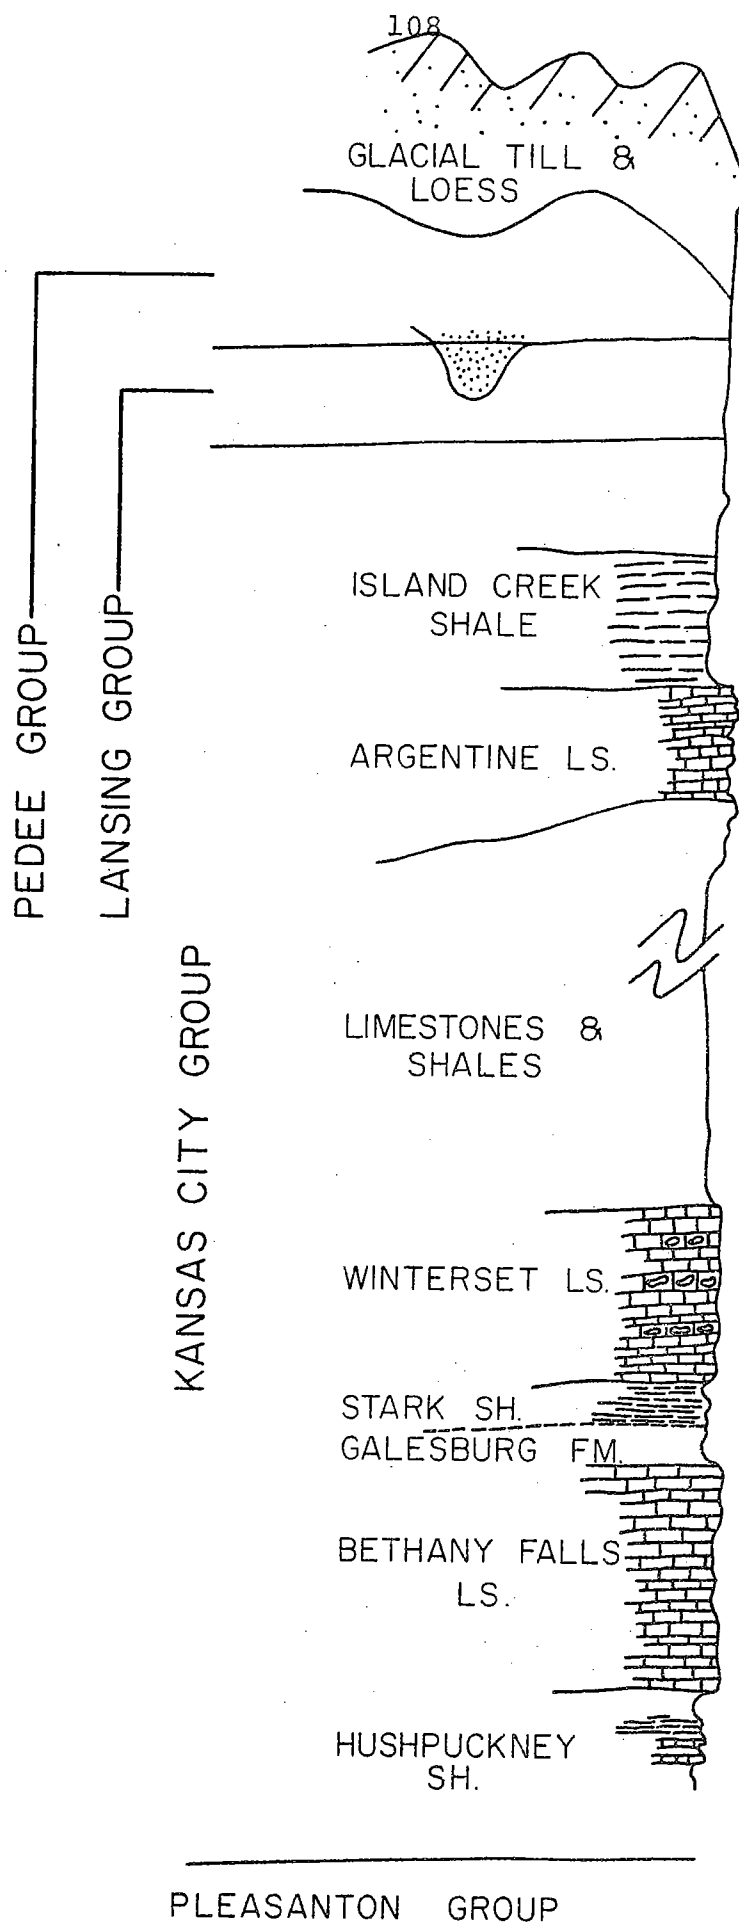 108
GLACIAL TILL &
LOESS
PEDEE GROUP
LANSING GROUP
ISLAND CREEK
SHALE
ARGENTINE LS.
KANSAS CITY GROUP
LIMESTONES &
SHALES
WINTERSET LS.
STARK SH.
GALESBURG FM.
BETHANY FALLS
LS.
HUSHPUCKNEY
SH.
PLEASANTON GROUP